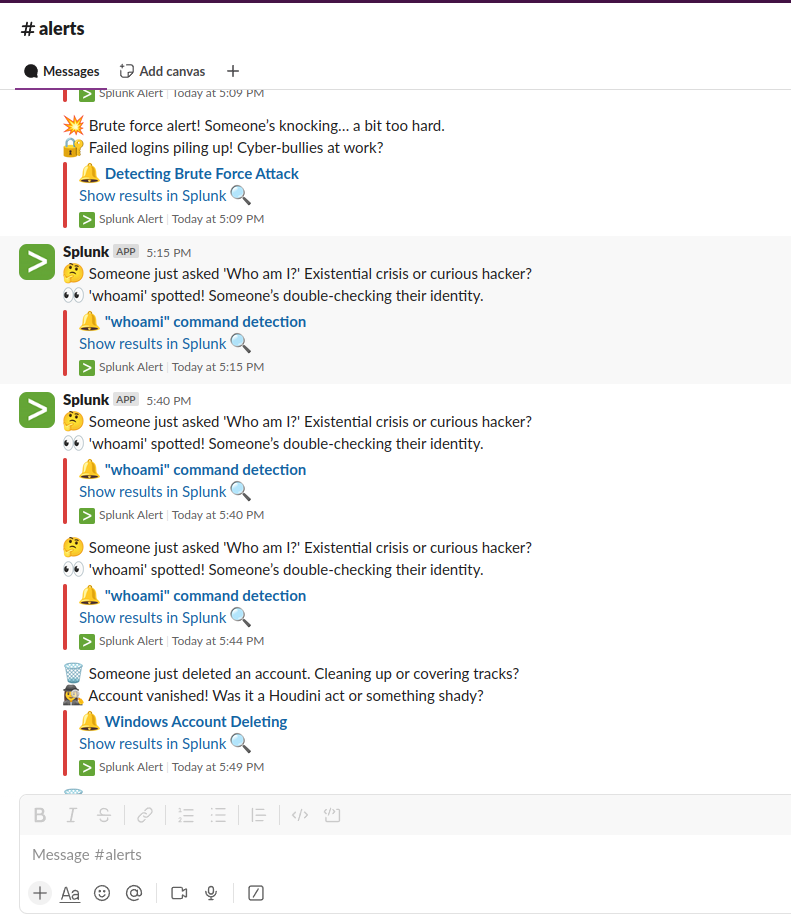 # alerts
Messages Add canvas
Splunk Alert | Today at 5:09 PM
Brute force alert! Someone’s knocking... a bit too hard.
Failed logins piling up! Cyber-bullies at work?
Detecting Brute Force Attack
Show results in Splunk
Splunk Alert | Today at 5:09 PM
Splunk APP 5:15 PM
Someone just asked 'Who am I?' Existential crisis or curious hacker?
'whoami' spotted! Someone’s double-checking their identity.
"whoami" command detection
Show results in Splunk
Splunk Alert | Today at 5:15 PM
Splunk APP 5:40 PM
Someone just asked 'Who am I?' Existential crisis or curious hacker?
'whoami' spotted! Someone’s double-checking their identity.
"whoami" command detection
Show results in Splunk
Splunk Alert | Today at 5:40 PM
Someone just asked 'Who am I?' Existential crisis or curious hacker?
'whoami' spotted! Someone’s double-checking their identity.
"whoami" command detection
Show results in Splunk
Splunk Alert | Today at 5:44 PM
Someone just deleted an account. Cleaning up or covering tracks?
Account vanished! Was it a Houdini act or something shady?
Windows Account Deleting
Show results in Splunk
Splunk Alert | Today at 5:49 PM
B I S
Message #alerts
Aa